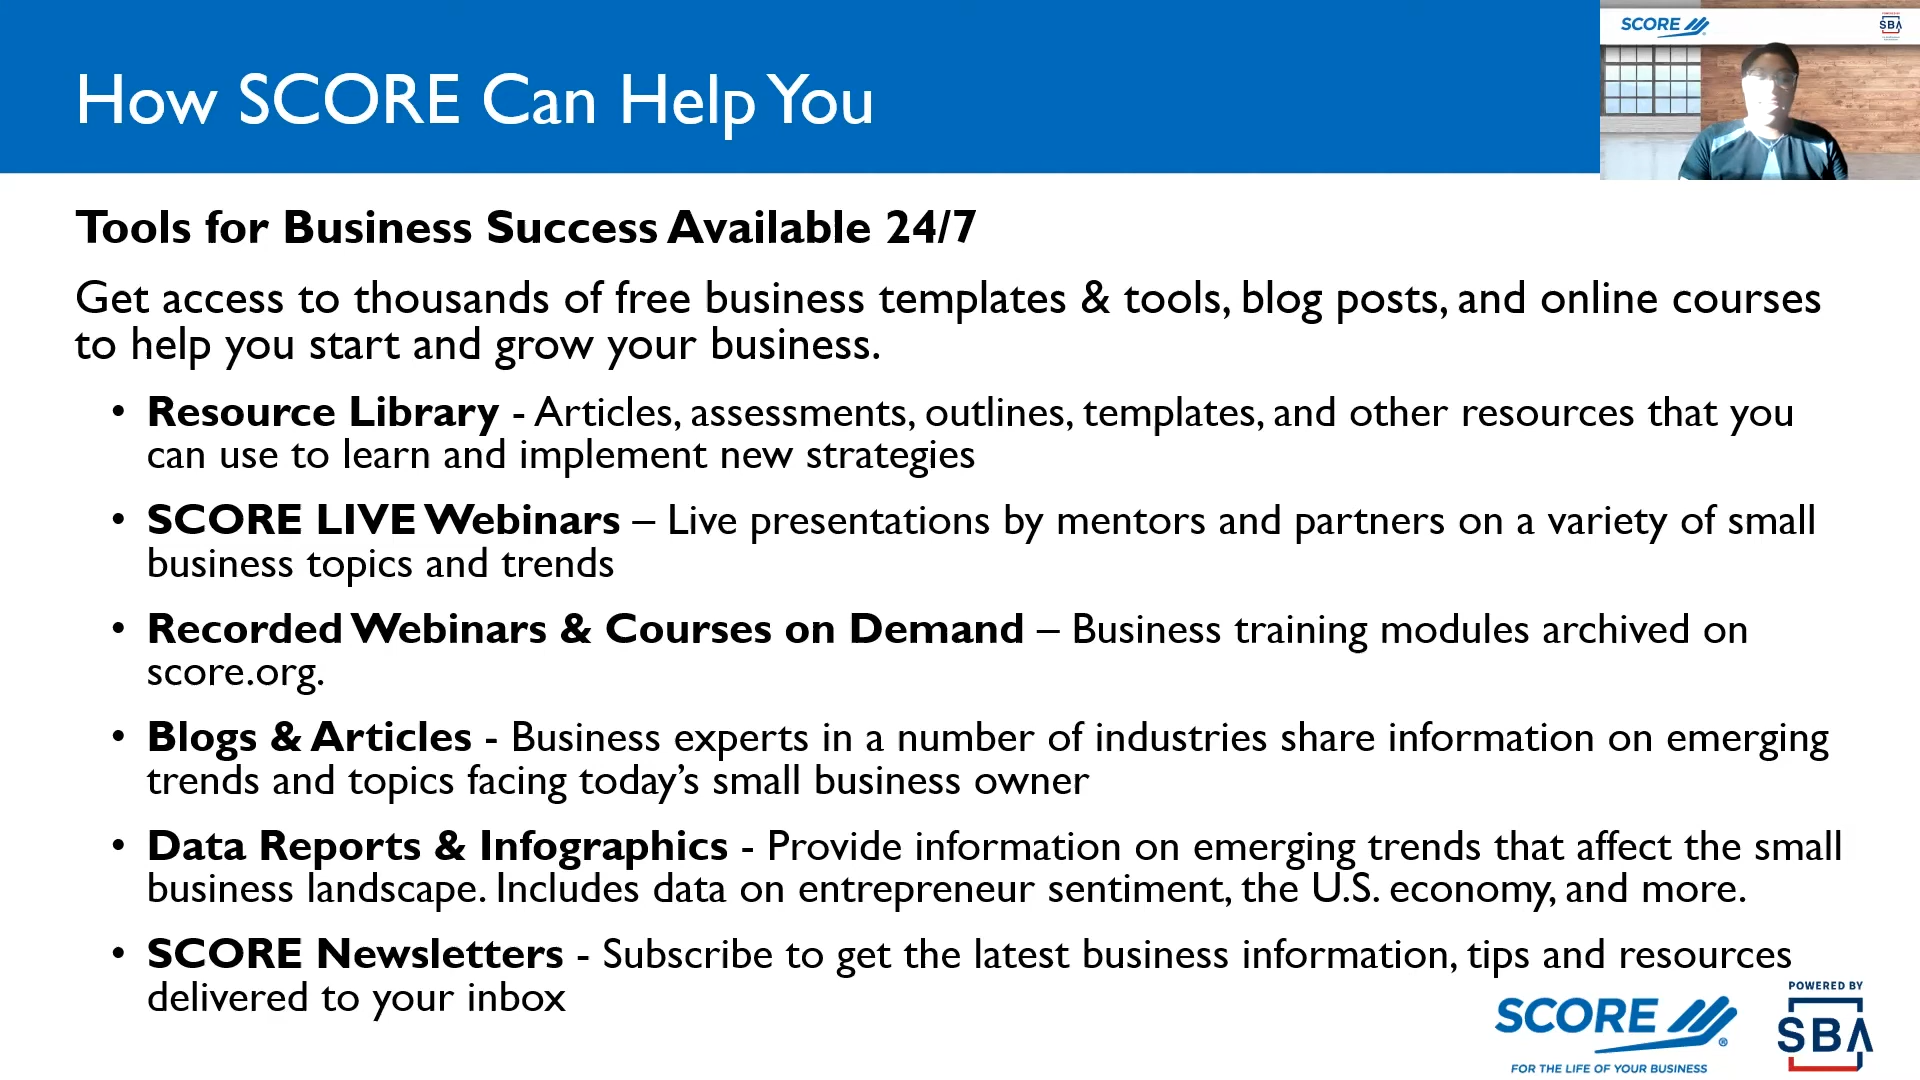 How SCORE Can Help You
SCORE
SBA
Tools for Business Success Available 24/7
Get access to thousands of free business templates & tools, blog posts, and online courses
to help you start and grow your business.
• Resource Library - Articles, assessments, outlines, templates, and other resources that you
can use to learn and implement new strategies
• SCORE LIVE Webinars – Live presentations by mentors and partners on a variety of small
business topics and trends
• Recorded Webinars & Courses on Demand – Business training modules archived on
score.org.
• Blogs & Articles - Business experts in a number of industries share information on emerging
trends and topics facing today’s small business owner
• Data Reports & Infographics - Provide information on emerging trends that affect the small
business landscape. Includes data on entrepreneur sentiment, the U.S. economy, and more.
• SCORE Newsletters - Subscribe to get the latest business information, tips and resources
delivered to your inbox
SCORE ®
FOR THE LIFE OF YOUR BUSINESS
POWERED BY
SBA